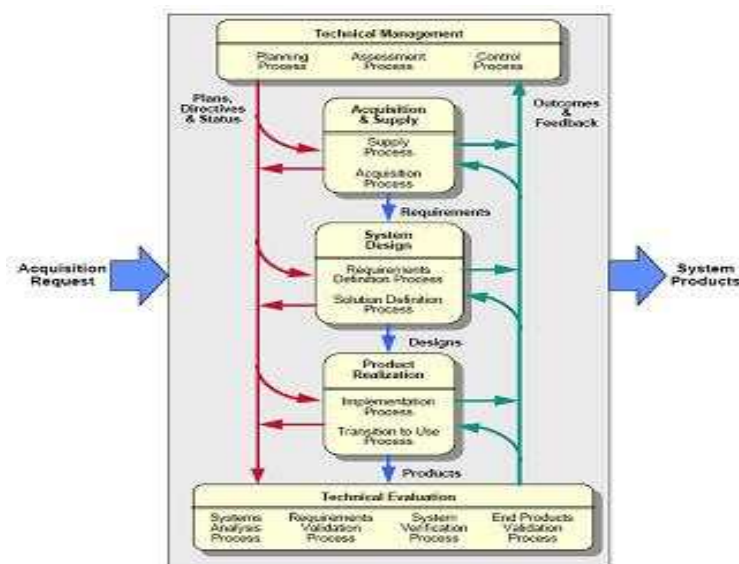 Technical Management
Planning Process
Assessment Process
Control Process
Plans,
Directives
& Status
Outcomes
&
Feedback
Acquisition
& Supply
Supply
Process
Acquisition
Process
Requirements
Acquisition
Request
System
Products
System
Design
Requirements
Definition Process
Solution Definition
Process
Designs
Product
Realization
Implementation
Process
Transition to Use
Process
Products
Technical Evaluation
Systems
Analysis
Process
Requirements
Validation
Process
System
Verification
Process
End Products
Validation
Process